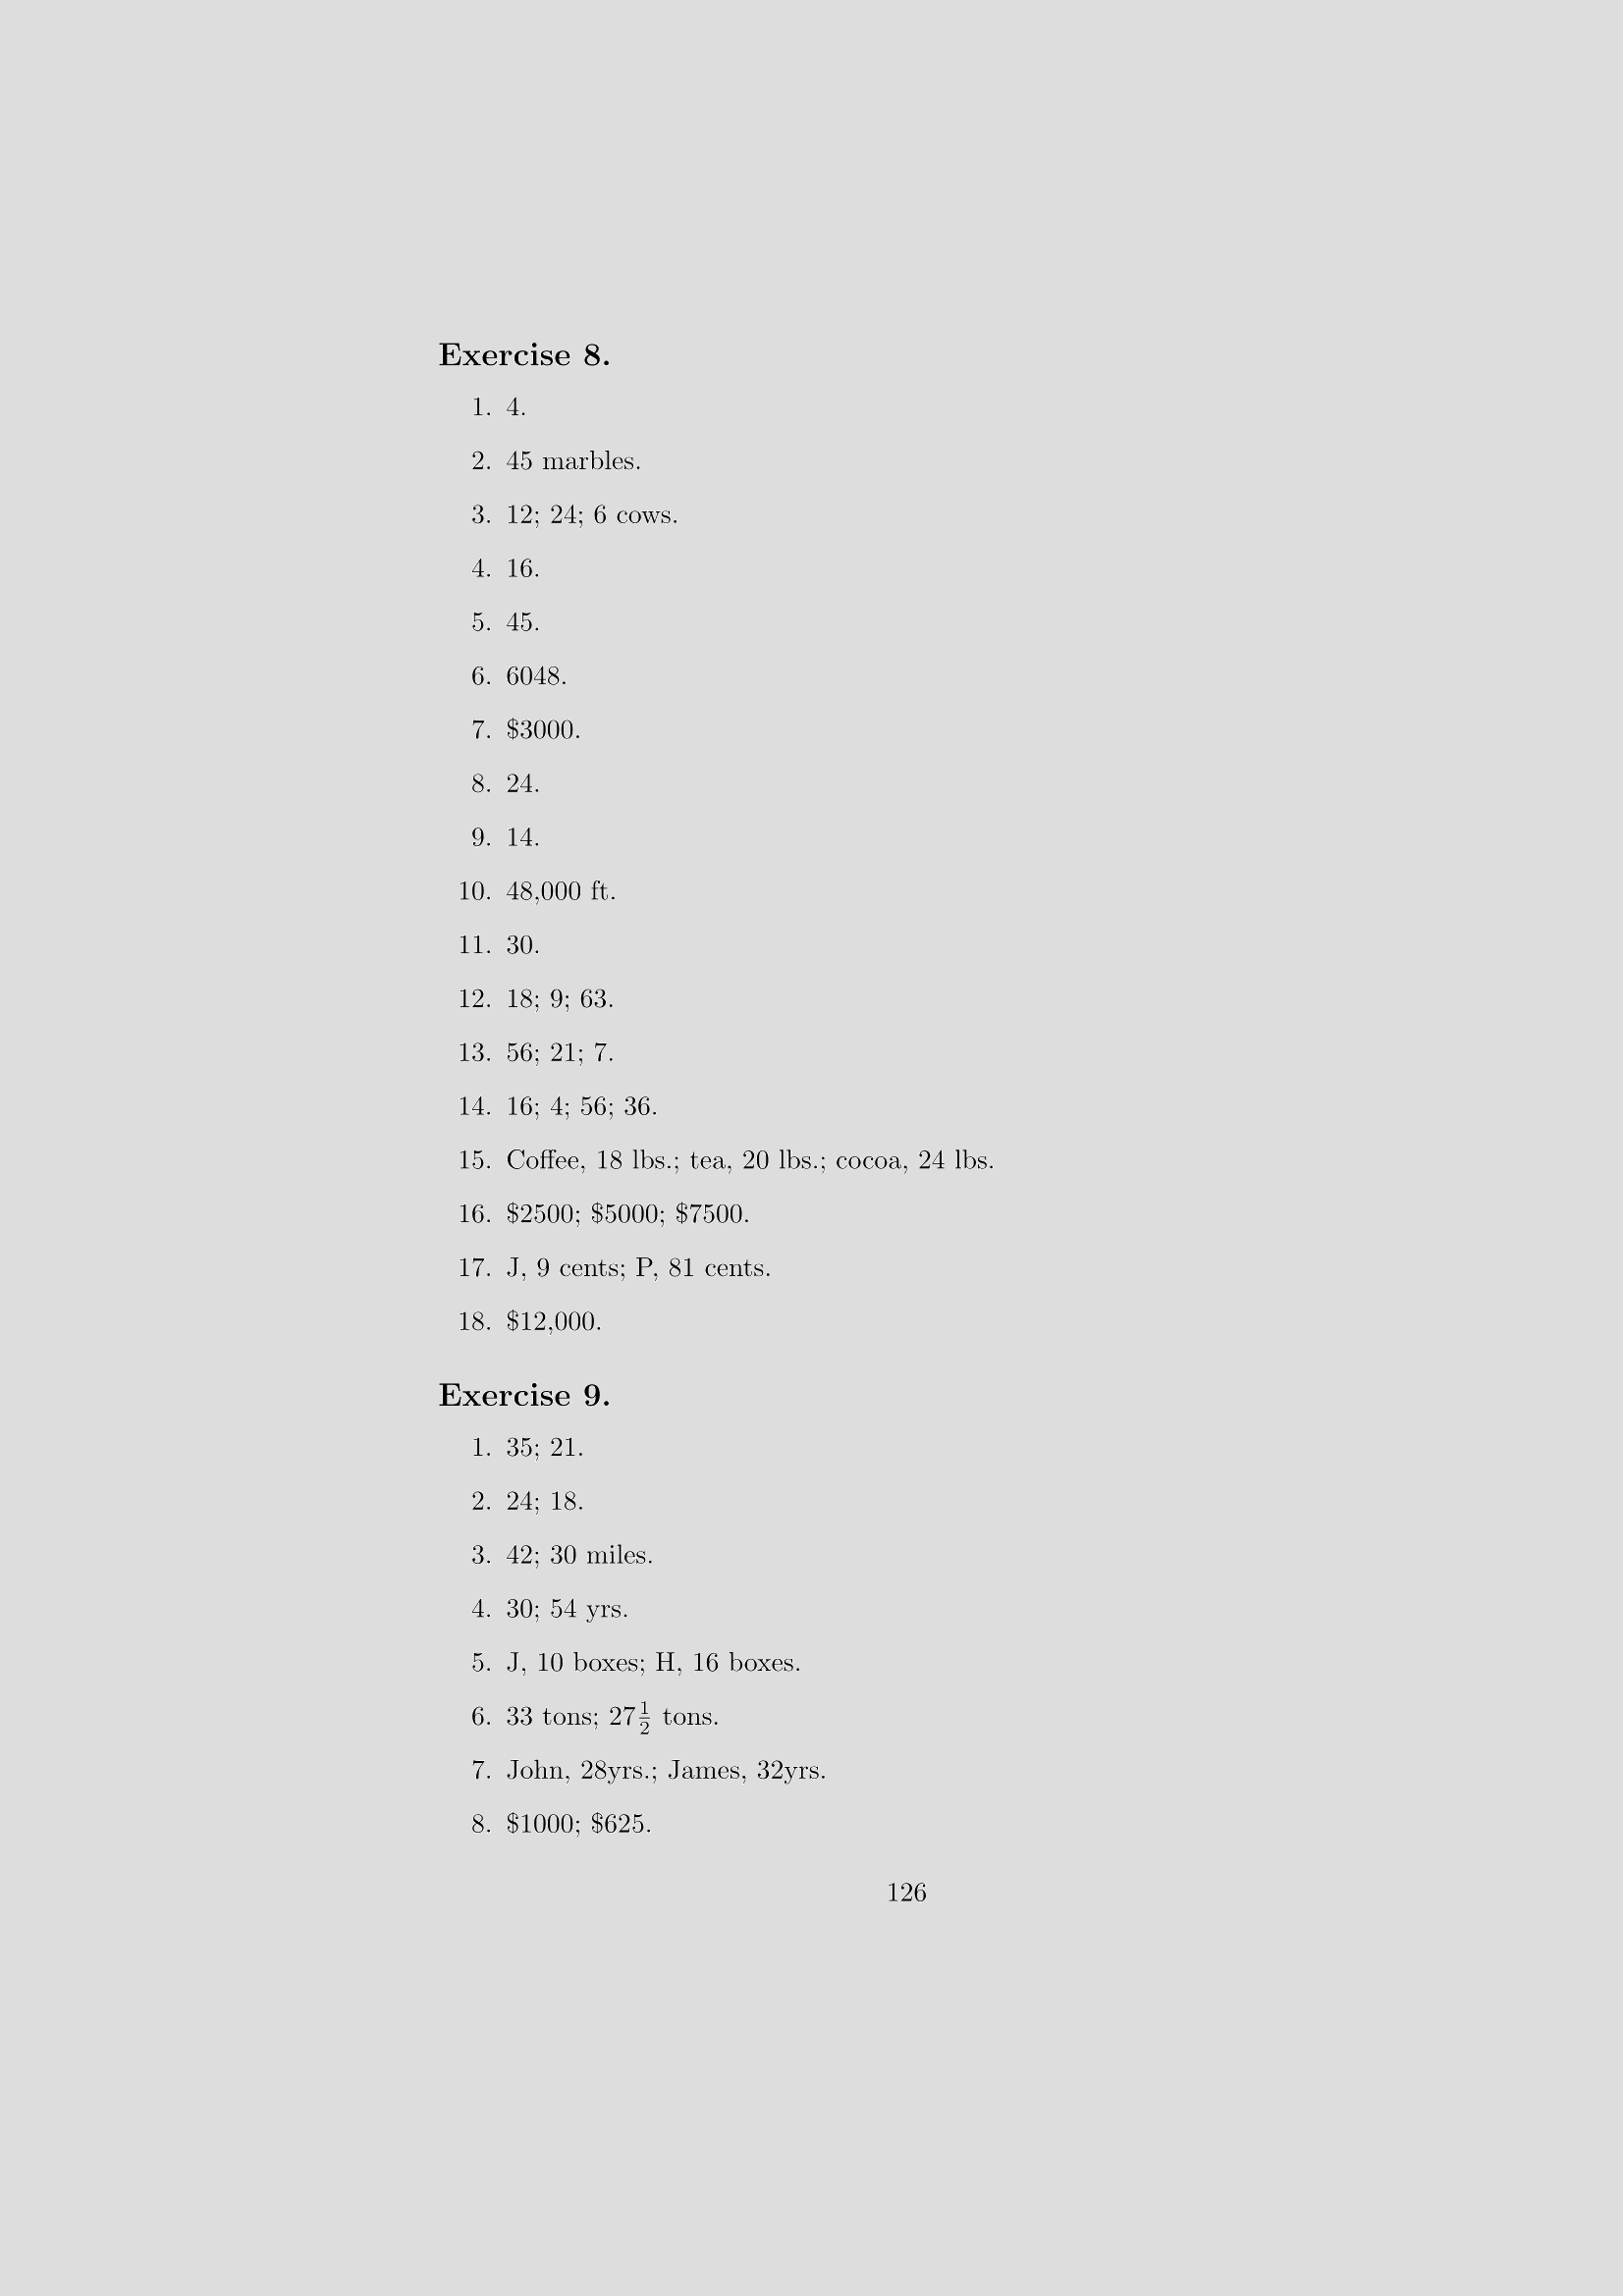 Exercise 8.
1. 4.
2. 45 marbles.
3. 12; 24; 6 cows.
4. 16.
5. 45.
6. 6048.
7. $3000.
8. 24.
9. 14.
10. 48,000 ft.
11. 30.
12. 18; 9; 63.
13. 56; 21; 7.
14. 16; 4; 56; 36.
15. Coffee, 18 lbs.; tea, 20 lbs.; cocoa, 24 lbs.
16. $2500; $5000; $7500.
17. J, 9 cents; P, 81 cents.
18. $12,000.
Exercise 9.
1. 35; 21.
2. 24; 18.
3. 42; 30 miles.
4. 30; 54 yrs.
5. J, 10 boxes; H, 16 boxes.
6. 33 tons; 27½ tons.
7. John, 28yrs.; James, 32yrs.
8. $1000; $625.
126